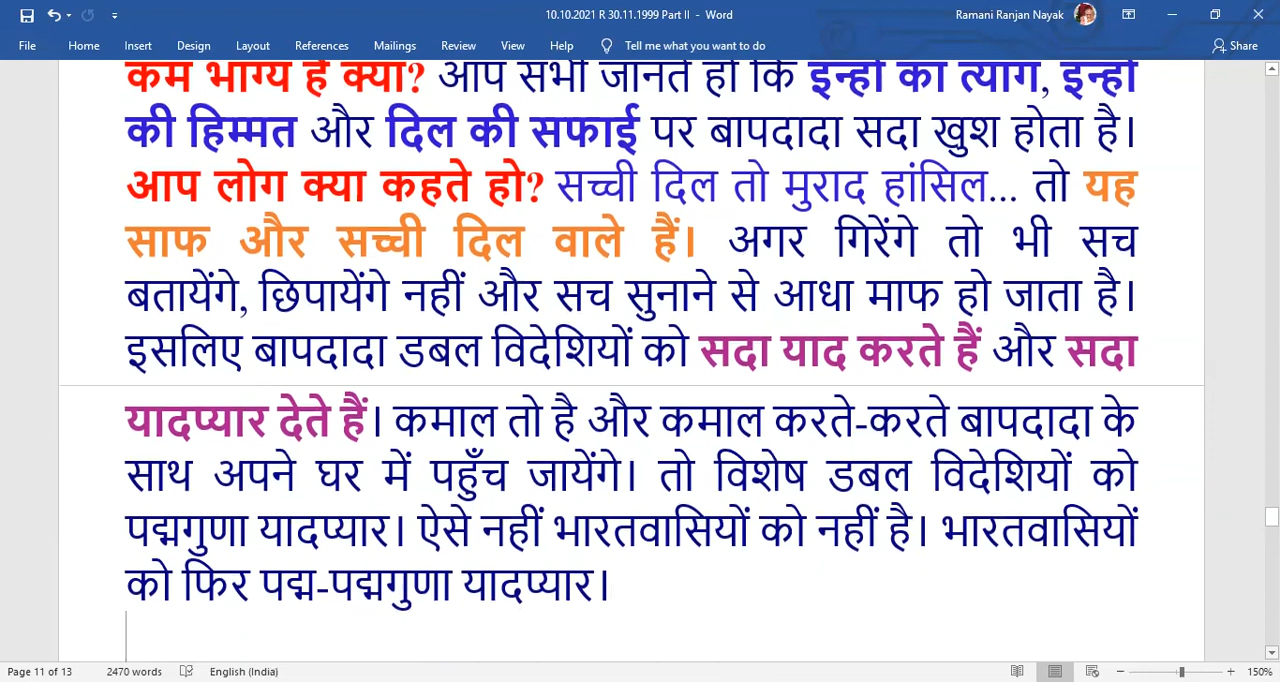 10.10.2021 R 30.11.1999 Part II - Word
Ramani Ranjan Nayak
File Home Insert Design Layout References Mailings Review View Help Tell me what you want to do Share
कम भाग्य है क्या? आप सभी जानते हो कि इन्हों का त्याग, इन्हों
की हिम्मत और दिल की सफाई पर बापदादा सदा खुश होता है।
आप लोग क्या कहते हो? सच्ची दिल तो मुराद हांसिल... तो यह
साफ और सच्ची दिल वाले हैं। अगर गिरेंगे तो भी सच
बतायेंगे, छिपायेंगे नहीं और सच सुनाने से आधा माफ हो जाता है।
इसलिए बापदादा डबल विदेशियों को सदा याद करते हैं और सदा
यादप्यार देते हैं। कमाल तो है और कमाल करते-करते बापदादा के
साथ अपने घर में पहुँच जायेंगे। तो विशेष डबल विदेशियों को
पद्मगुणा यादप्यार। ऐसे नहीं भारतवासियों को नहीं है। भारतवासियों
को फिर पद्म-पद्मगुणा यादप्यार।
Page 11 of 13 2470 words English (India) 150%